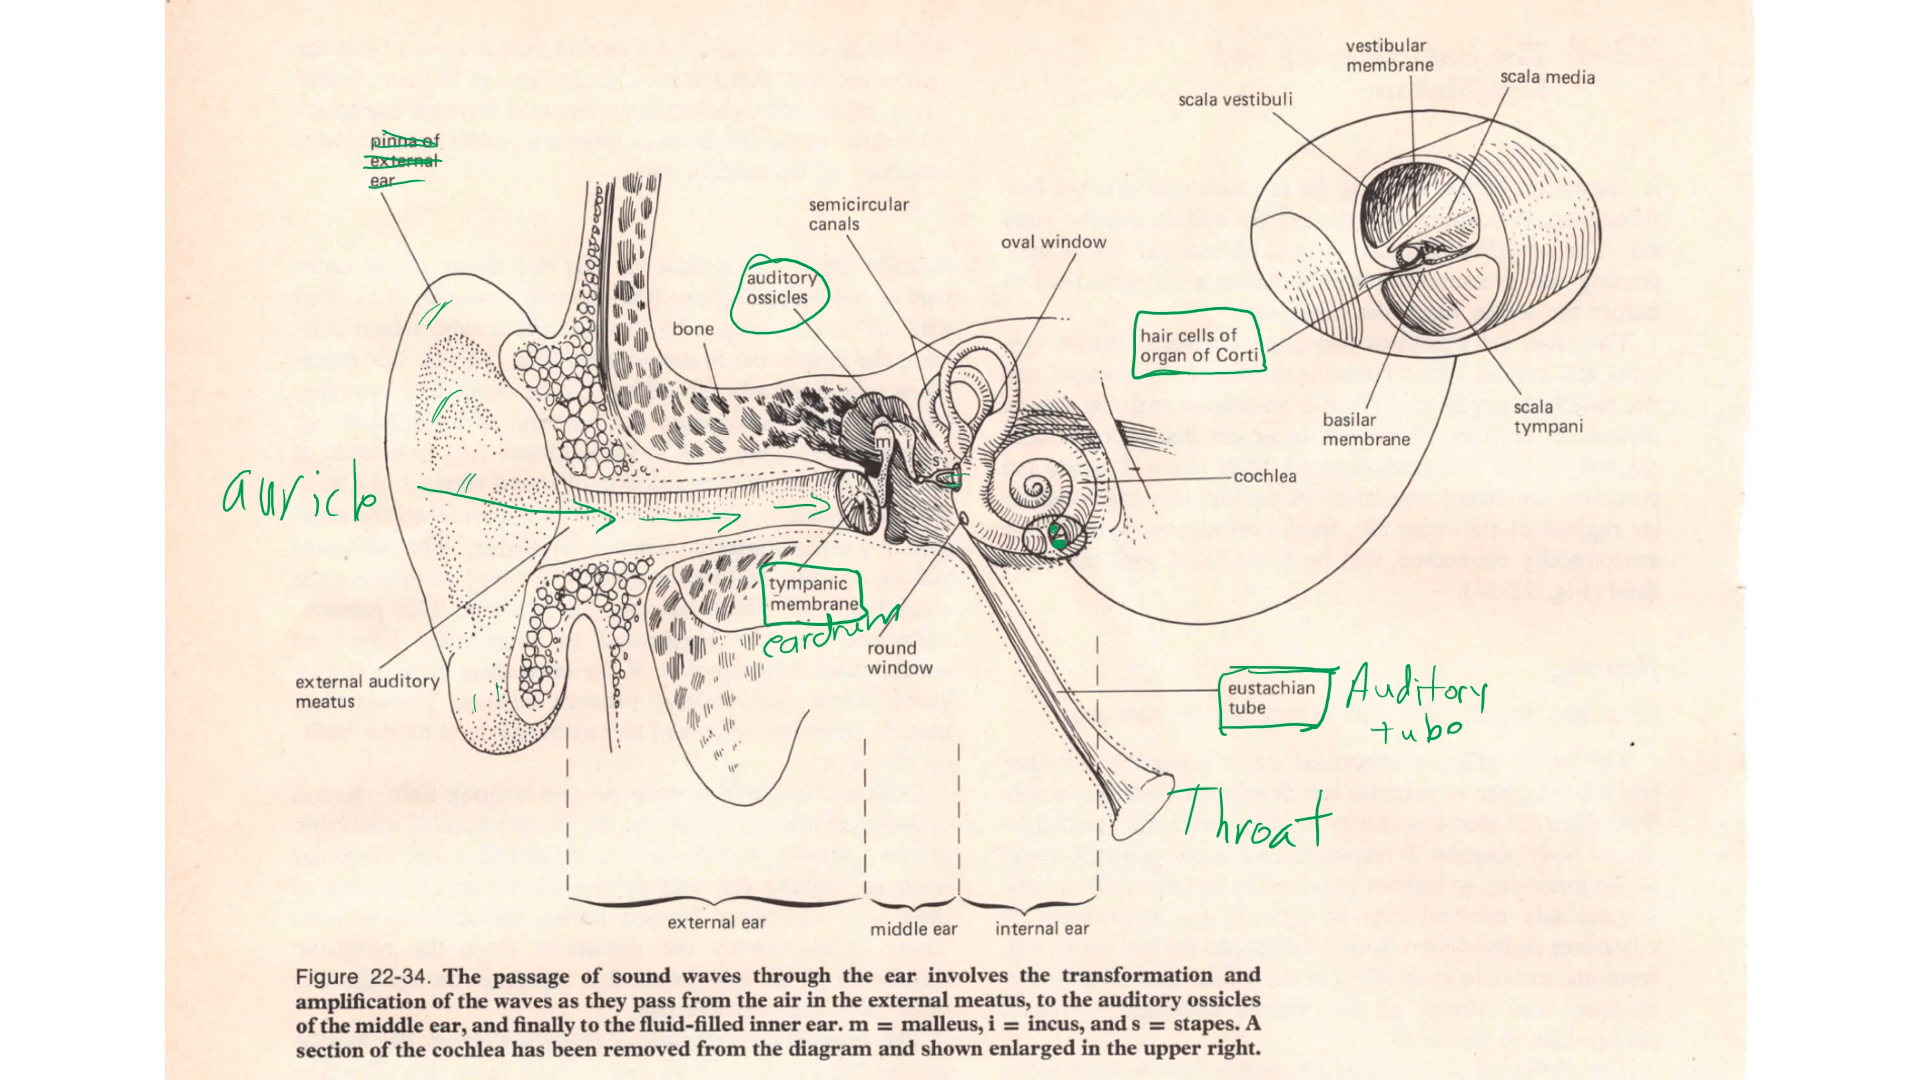 vestibular
membrane
scala media
scala vestibuli
pinna of
external
ear
semicircular
canals
oval window
auditory
ossicles
bone
hair cells of
organ of Corti
basilar
membrane
scala
tympani
m
s
cochlea
auricle
tympanic
membrane
eardrum
round
window
external auditory
meatus
eustachian
tube
Auditory
tube
Throat
external ear
middle ear
internal ear
Figure 22-34. The passage of sound waves through the ear involves the transformation and
amplification of the waves as they pass from the air in the external meatus, to the auditory ossicles
of the middle ear, and finally to the fluid-filled inner ear. m = malleus, i = incus, and s = stapes. A
section of the cochlea has been removed from the diagram and shown enlarged in the upper right.